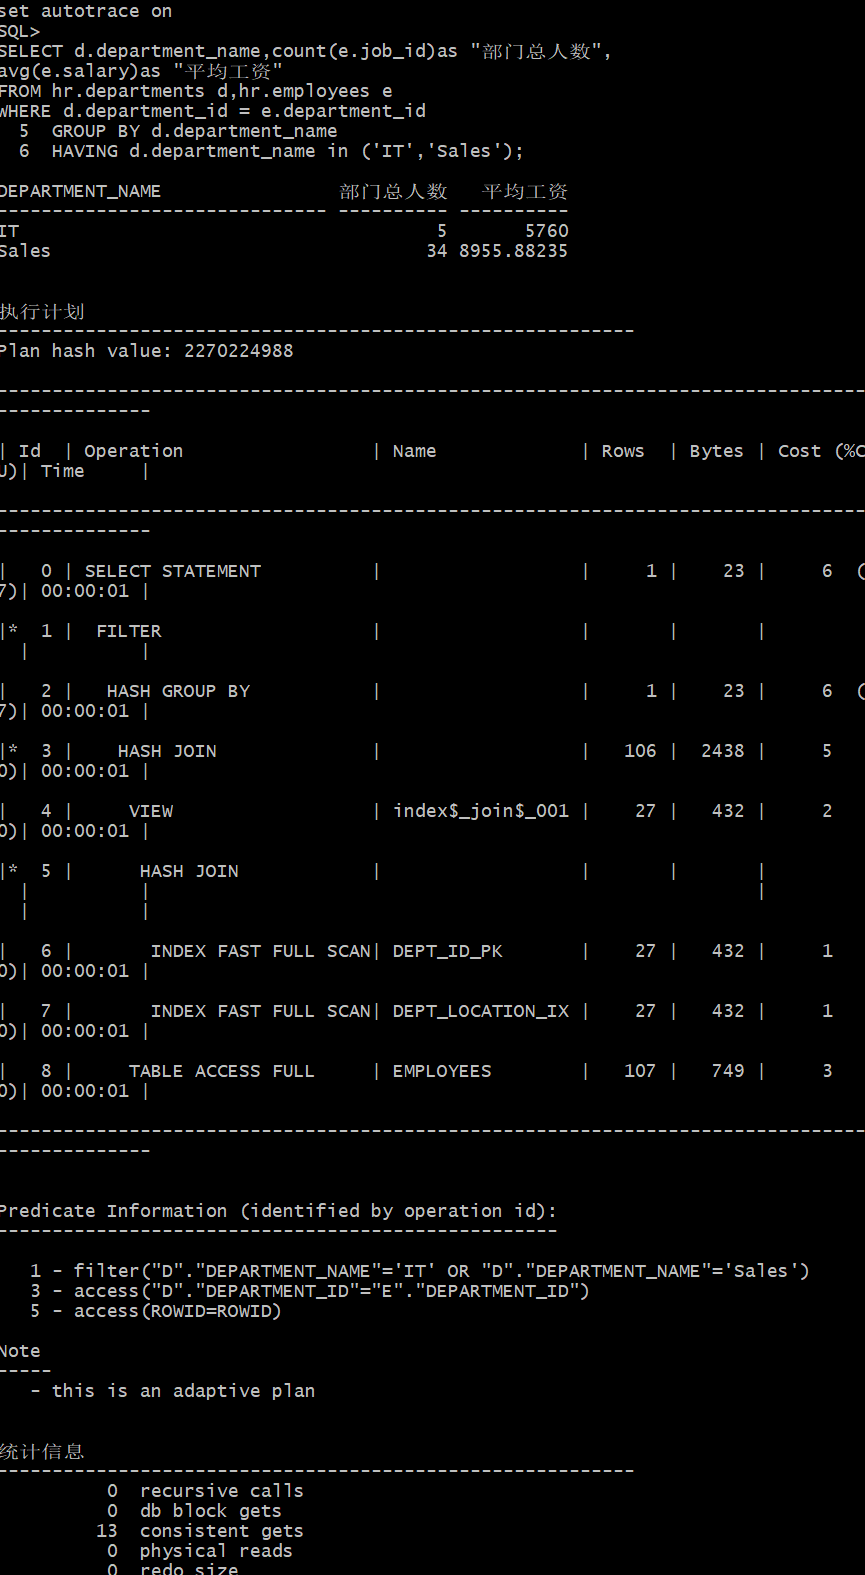 set autotrace on
SQL>
SELECT d.department_name,count(e.job_id)as "部门总人数",
avg(e.salary)as "平均工资"
FROM hr.departments d,hr.employees e
WHERE d.department_id = e.department_id
  5  GROUP BY d.department_name
  6  HAVING d.department_name in ('IT','Sales');
DEPARTMENT_NAME                部门总人数   平均工资
------------------------------ ---------- ----------
IT                                      5       5760
Sales                                  34 8955.88235
执行计划
----------------------------------------------------------
Plan hash value: 2270224988
-------------------------------------------------------------------------------
--------------
| Id  | Operation                 | Name             | Rows  | Bytes | Cost (%C
U)| Time     |
-------------------------------------------------------------------------------
--------------
|   0 | SELECT STATEMENT          |                  |     1 |    23 |     6  (
7)| 00:00:01 |
|*  1 |  FILTER                   |                  |       |       |
  |          |
|   2 |   HASH GROUP BY           |                  |     1 |    23 |     6  (
7)| 00:00:01 |
|*  3 |    HASH JOIN              |                  |   106 |  2438 |     5
0)| 00:00:01 |
|   4 |     VIEW                  | index$_join$_001 |    27 |   432 |     2
0)| 00:00:01 |
|*  5 |      HASH JOIN            |                  |       |       |
  |          |                                                       |
  |          |
|   6 |       INDEX FAST FULL SCAN| DEPT_ID_PK       |    27 |   432 |     1
0)| 00:00:01 |
|   7 |       INDEX FAST FULL SCAN| DEPT_LOCATION_IX |    27 |   432 |     1
0)| 00:00:01 |
|   8 |     TABLE ACCESS FULL     | EMPLOYEES        |   107 |   749 |     3
0)| 00:00:01 |
-------------------------------------------------------------------------------
--------------
Predicate Information (identified by operation id):
---------------------------------------------------
   1 - filter("D"."DEPARTMENT_NAME"='IT' OR "D"."DEPARTMENT_NAME"='Sales')
   3 - access("D"."DEPARTMENT_ID"="E"."DEPARTMENT_ID")
   5 - access(ROWID=ROWID)
Note
-----
   - this is an adaptive plan
统计信息
----------------------------------------------------------
          0  recursive calls
          0  db block gets
         13  consistent gets
          0  physical reads
          0  redo size